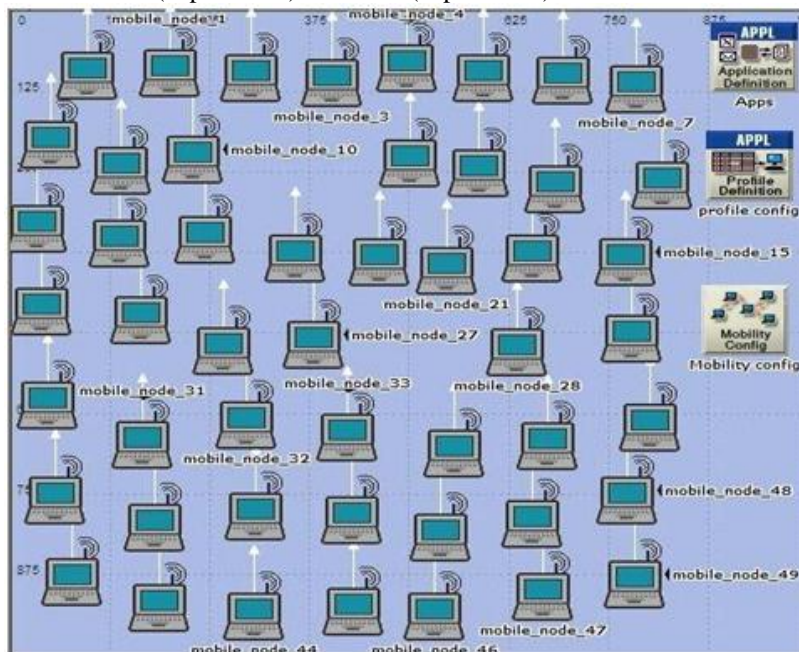 0
mobile_node_1
375
mobile_node_4
625
750
875
APPL
Application
Definition
Apps
125
mobile_node_3
mobile_node_7
mobile_node_10
APPL
Profile
Definition
profile config
mobile_node_15
mobile_node_21
mobile_node_27
Mobility
Config
Mobility config
mobile_node_31
mobile_node_33
mobile_node_28
mobile_node_32
mobile_node_48
875
mobile_node_49
mobile_node_47
mobile_node_44
mobile_node_46